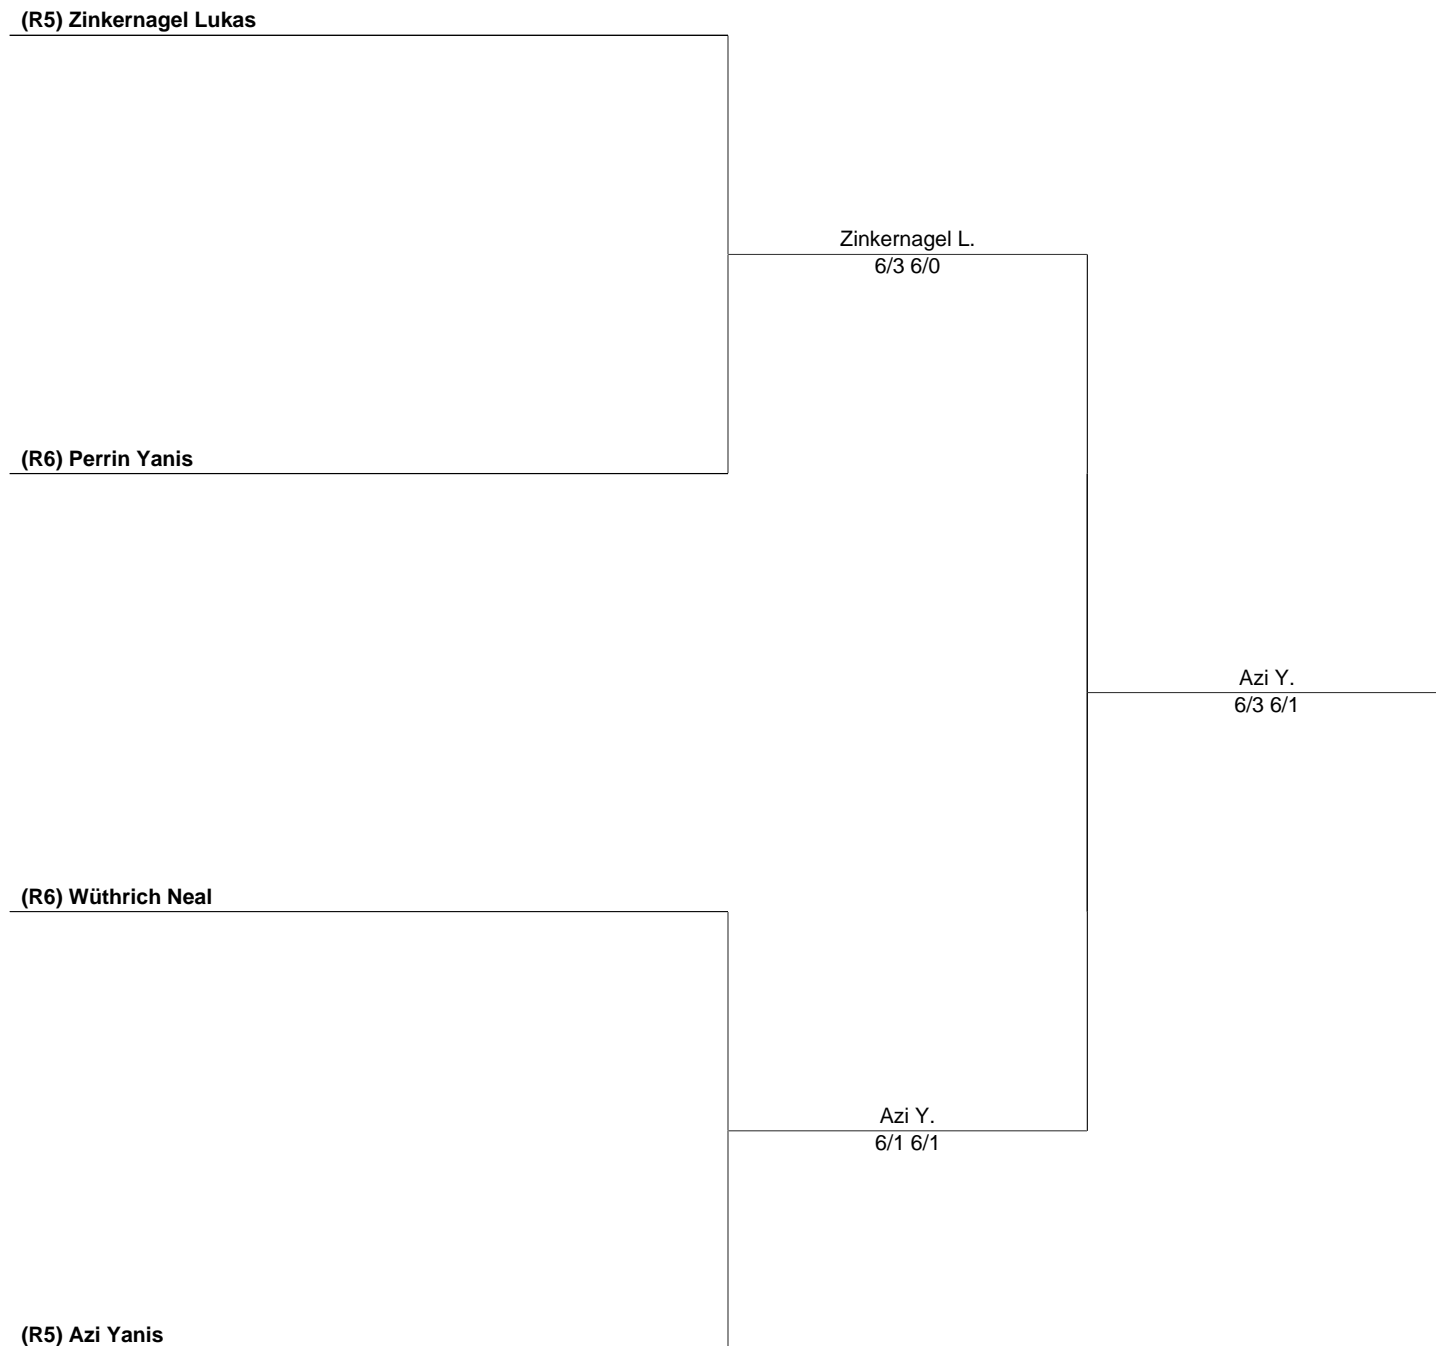 (R5) Zinkernagel Lukas
Zinkernagel L.
6/3 6/0
(R6) Perrin Yanis
Azi Y.
6/3 6/1
(R6) Wüthrich Neal
Azi Y.
6/1 6/1
(R5) Azi Yanis